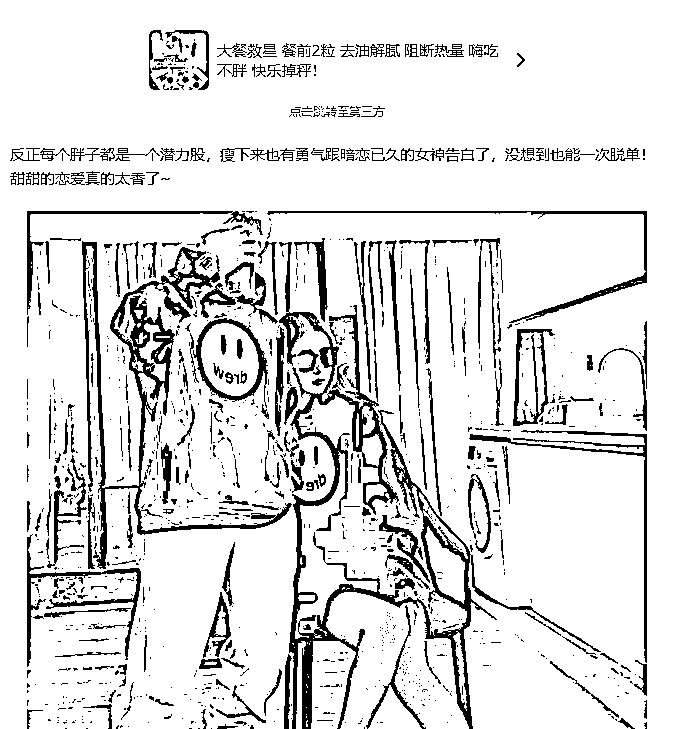 大餐救星 餐前2粒 去油解腻 阻断热量 嗨吃
不胖 快乐掉秤!
点击跳转至第三方
反正每个胖子都是一个潜力股，瘦下来也有勇气跟暗恋已久的女神告白了，没想到也能一次脱单！
甜甜的恋爱真的太香了~
drew
drew